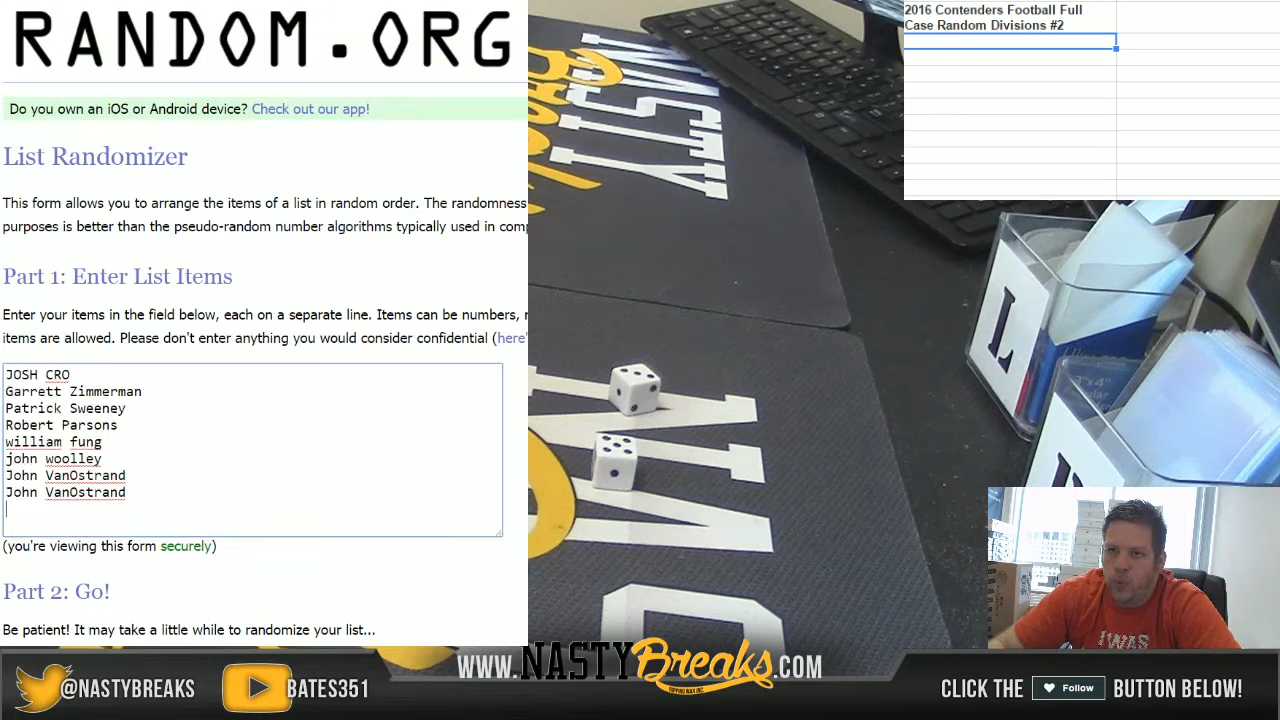 RANDOM.ORG
Do you own an iOS or Android device? Check out our app!
List Randomizer
This form allows you to arrange the items of a list in random order. The randomness
purposes is better than the pseudo-random number algorithms typically used in com
Part 1: Enter List Items
Enter your items in the field below, each on a separate line. Items can be numbers,
items are allowed. Please don't enter anything you would consider confidential (here'
JOSH CRO
Garrett Zimmerman
Patrick Sweeney
Robert Parsons
william fung
john woolley
John VanOstrand
John VanOstrand
(you're viewing this form securely)
Part 2: Go!
Be patient! It may take a little while to randomize your list...
2016 Contenders Football Full
Case Random Divisions #2
NASTY
Breaks
L
@NASTYBREAKS
BATES351
WWW.NASTYBreaks.COM
RIPPING WAX INC.
CLICK THE Follow BUTTON BELOW!